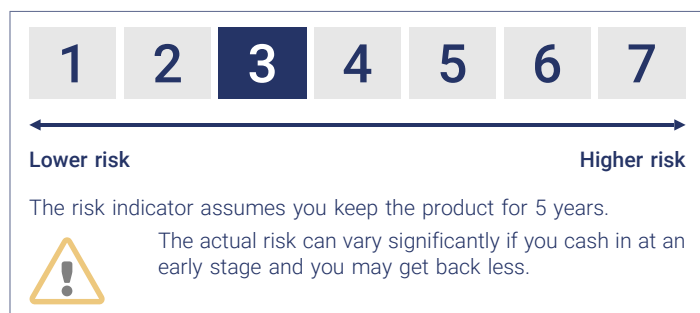 1 2 3 4 5 6 7
Lower risk Higher risk
The risk indicator assumes you keep the product for 5 years.
The actual risk can vary significantly if you cash in at an
early stage and you may get back less.